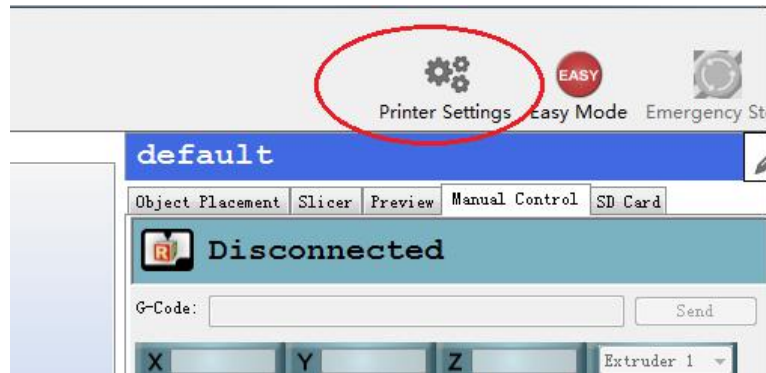 EASY
Printer Settings Easy Mode Emergency
default
Object Placement Slicer Preview Manual Control SD Card
R Disconnected
G-Code: Send
X Y Z Extruder 1